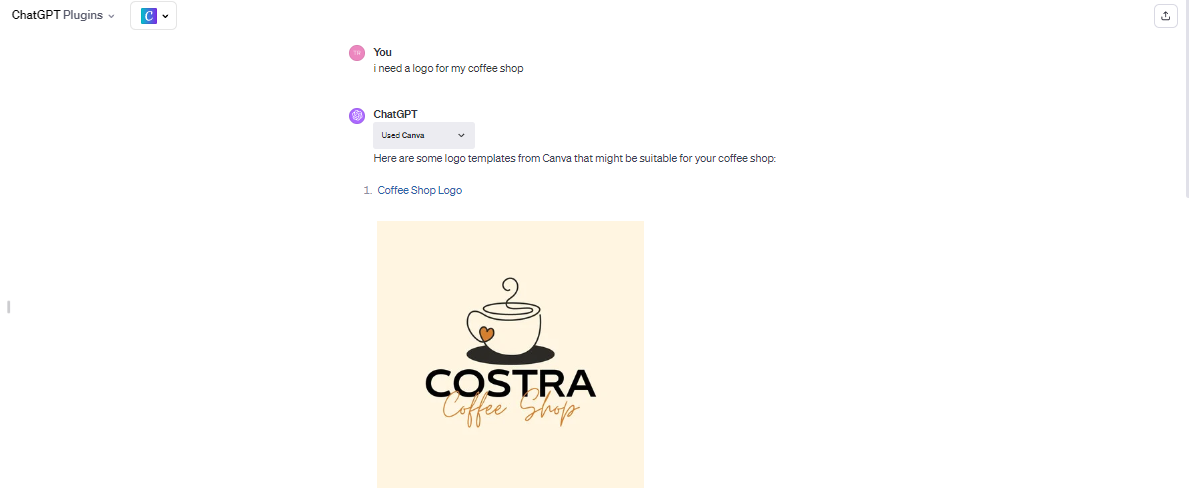 ChatGPT Plugins
You
i need a logo for my coffee shop
ChatGPT
Used Canva
Here are some logo templates from Canva that might be suitable for your coffee shop:
1. Coffee Shop Logo
COSTRA
Coffee Shop